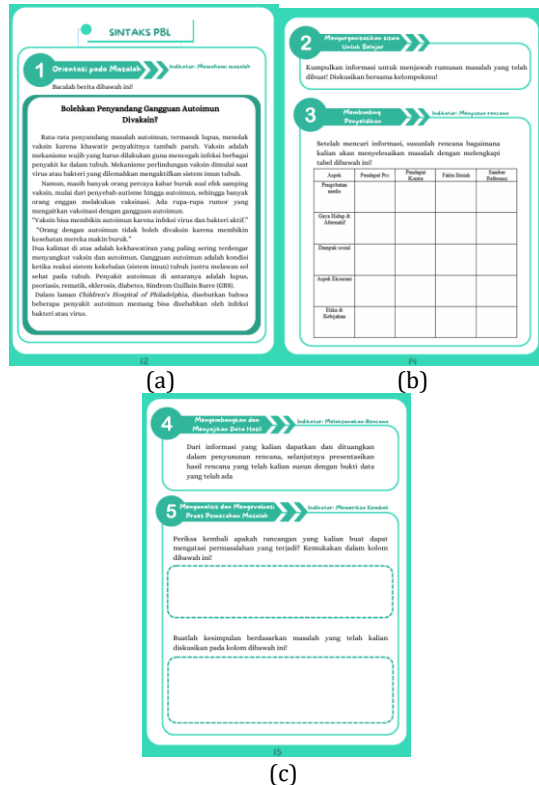 SINTAKS PBL
1 Orientasi pada Masalah
Indikator: Memahami masalah
Bacalah berita dibawah ini!
Bolehkan Penyandang Gangguan Autoimun
Divaksin?
Rata-rata penyandang masalah autoimun, termasuk lupus, menolak
vaksin karena khawatir penyakitnya tambah parah. Vaksin adalah
mekanisme wajib yang harus dilakukan guna mencegah infeksi berbagai
penyakit ke dalam tubuh. Mekanisme perlindungan vaksin dimulai saat
virus atau bakteri yang dilemahkan mengaktifkan sistem imun tubuh.
Namun, masih banyak orang percaya kabar buruk soal efek samping
vaksin, mulai dari penyebab autisme hingga autoimun, sehingga banyak
orang enggan melakukan vaksinasi. Ada rupa-rupa rumor yang
mengaitkan vaksinasi dengan gangguan autoimun.
"Vaksin bisa membikin autoimun karena infeksi virus dan bakteri aktif."
"Orang dengan autoimun tidak boleh divaksin karena membikin
kesehatan mereka makin buruk."
Dua kalimat di atas adalah kekhawatiran yang paling sering terdengar
menyangkut vaksin dan autoimun. Gangguan autoimun adalah kondisi
ketika reaksi sistem kekebalan (sistem imun) tubuh justru melawan sel
sehat pada tubuh. Penyakit autoimun di antaranya adalah lupus,
psoriasis, rematik, sklerosis, diabetes, Sindrom Guillain Barre (GBS).
Dalam laman Children's Hospital of Philadelphia, disebutkan bahwa
beberapa penyakit autoimun memang bisa disebabkan oleh infeksi
bakteri atau virus.
12
(a)
2 Mengorganisasikan siswa
Untuk Belajar
Kumpulkan informasi untuk menjawab rumusan masalah yang telah
dibuat! Diskusikan bersama kelompokmu!
3 Membimbing
Penyelidikan
Indikator: Menyusun rencana
Setelah mencari informasi, susunlah rencana bagaimana
kalian akan menyelesaikan masalah dengan melengkapi
tabel dibawah ini!
Aspek Pendapat Pro Pendapat Kontra Fakta Ilmiah Sumber Referensi
Pengobatan
medis
Gaya Hidup &
Alternatif
Dampak sosial
Aspek Ekonomi
Etika &
Kebijakan
14
(b)
4 Mengembangkan dan
Menyajikan Data Hasil
Indikator: Melaksanakan Rencana
Dari informasi yang kalian dapatkan dan dituangkan
dalam penyusunan rencana, selanjutnya presentasikan
hasil rencana yang telah kalian susun dengan bukti data
yang telah ada
5 Menganalisis dan Mengevaluasi
Proses Pemecahan Masalah
Indikator: Memeriksa Kembali
Periksa kembali apakah rancangan yang kalian buat dapat
mengatasi permasalahan yang terjadi? Kemukakan dalam kolom
dibawah ini!
Buatlah kesimpulan berdasarkan masalah yang telah kalian
diskusikan pada kolom dibawah ini!
15
(c)